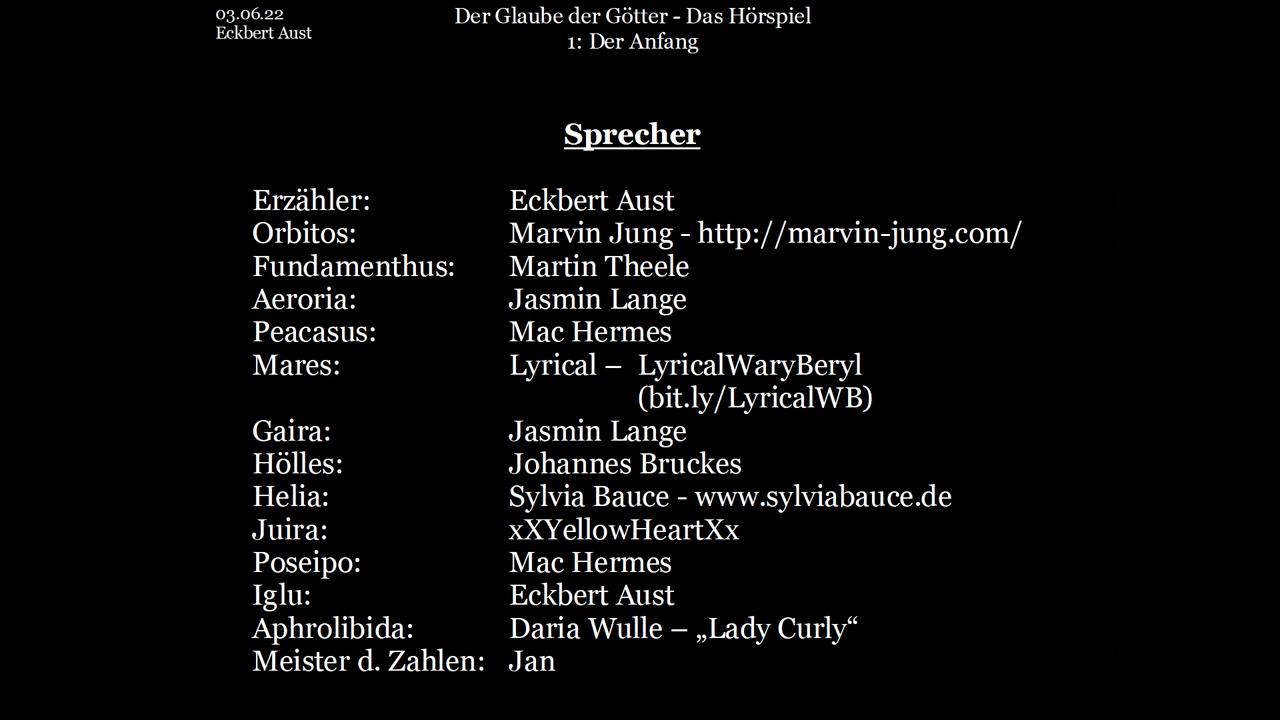 03.06.22
Eckbert Aust
Der Glaube der Götter - Das Hörspiel
1: Der Anfang
Sprecher
Erzähler: Eckbert Aust
Orbitos: Marvin Jung - http://marvin-jung.com/
Fundamenthus: Martin Theele
Aeroria: Jasmin Lange
Peacasus: Mac Hermes
Mares: Lyrical – LyricalWaryBeryl
(bit.ly/LyricalWB)
Gaira: Jasmin Lange
Hölles: Johannes Bruckes
Helia: Sylvia Bauce - www.sylviabauce.de
Juira: xXYellowHeartXx
Poseipo: Mac Hermes
Iglu: Eckbert Aust
Aphrolibida: Daria Wulle – „Lady Curly“
Meister d. Zahlen: Jan